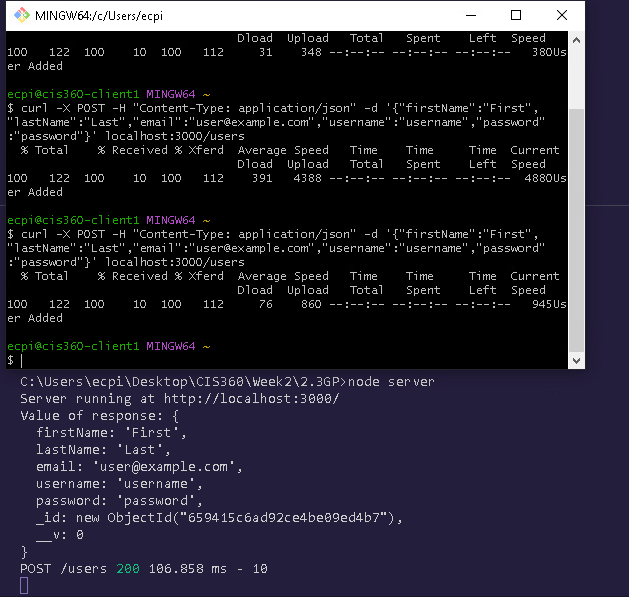 MINGW64:/c/Users/ecpi
Dload  Upload   Total   Spent    Left  Speed
100   122  100    10  100   112     31    348 --:--:-- --:--:-- --:--:--   380Us
er Added
ecpi@cis360-client1 MINGW64 ~
$ curl -X POST -H "Content-Type: application/json" -d '{"firstName":"First",
"lastName":"Last","email":"user@example.com","username":"username","password"
:"password"}' localhost:3000/users
% Total    % Received % Xferd  Average Speed   Time    Time     Time  Current
Dload  Upload   Total   Spent    Left  Speed
100   122  100    10  100   112    391   4388 --:--:-- --:--:-- --:--:--  4880Us
er Added
ecpi@cis360-client1 MINGW64 ~
$ curl -X POST -H "Content-Type: application/json" -d '{"firstName":"First",
"lastName":"Last","email":"user@example.com","username":"username","password"
:"password"}' localhost:3000/users
% Total    % Received % Xferd  Average Speed   Time    Time     Time  Current
Dload  Upload   Total   Spent    Left  Speed
100   122  100    10  100   112     76    860 --:--:-- --:--:-- --:--:--   945Us
er Added
ecpi@cis360-client1 MINGW64 ~
$
C:\Users\ecpi\Desktop\CIS360\Week2\2.3GP>node server
Server running at http://localhost:3000/
Value of response: {
firstName: 'First',
lastName: 'Last',
email: 'user@example.com',
username: 'username',
password: 'password',
_id: new ObjectId("659415c6ad92ce4be09ed4b7"),
__v: 0
}
POST /users 200 106.858 ms - 10